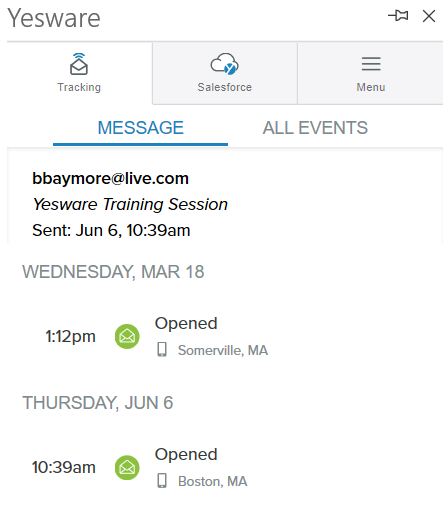 Yesware
Tracking
Salesforce
Menu
MESSAGE
ALL EVENTS
bbaymore@live.com
Yesware Training Session
Sent: Jun 6, 10:39am
WEDNESDAY, MAR 18
1:12pm
Opened
Somerville, MA
THURSDAY, JUN 6
10:39am
Opened
Boston, MA